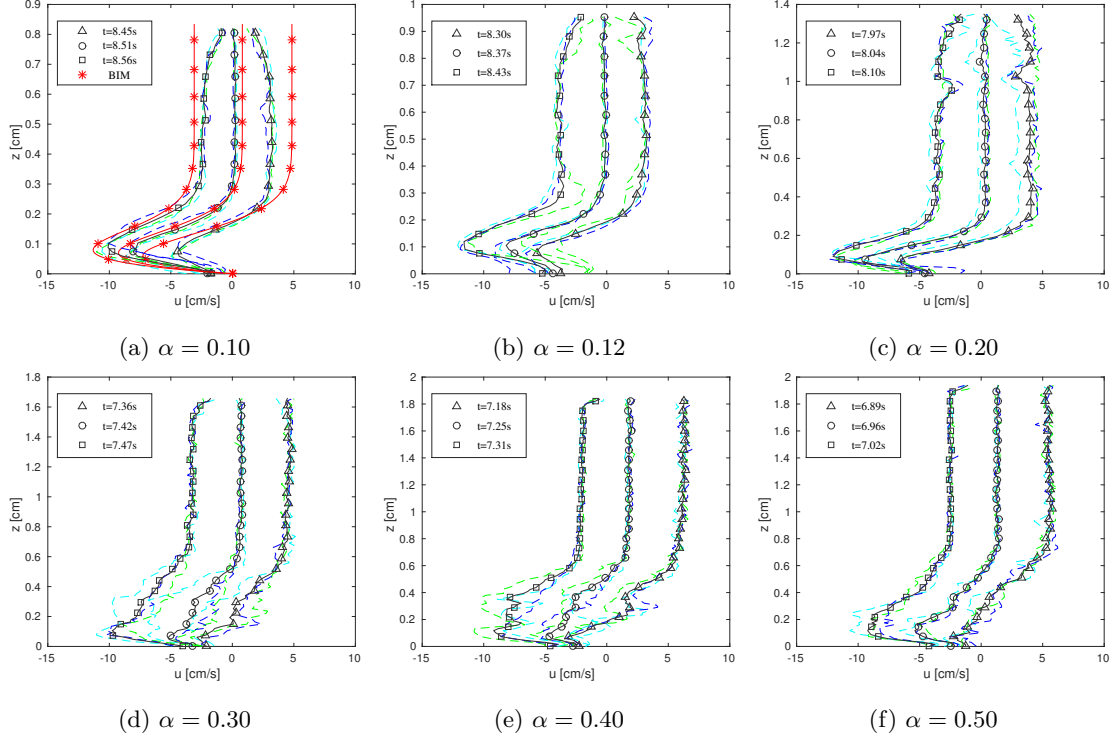 0.9
0.8
0.7
0.6
0.5
0.4
0.3
0.2
0.1
0
z [cm]
t=8.45s
t=8.51s
t=8.56s
BIM
-15 -10 -5 0 5 10
u [cm/s]
(a) α = 0.10
1
0.9
0.8
0.7
0.6
0.5
0.4
0.3
0.2
0.1
0
z [cm]
t=8.30s
t=8.37s
t=8.43s
-15 -10 -5 0 5 10
u [cm/s]
(b) α = 0.12
1.4
1.2
1
0.8
0.6
0.4
0.2
0
z [cm]
t=7.97s
t=8.04s
t=8.10s
-15 -10 -5 0 5 10
u [cm/s]
(c) α = 0.20
1.8
1.6
1.4
1.2
1
0.8
0.6
0.4
0.2
0
z [cm]
t=7.36s
t=7.42s
t=7.47s
-15 -10 -5 0 5 10
u [cm/s]
(d) α = 0.30
2
1.8
1.6
1.4
1.2
1
0.8
0.6
0.4
0.2
0
z [cm]
t=7.18s
t=7.25s
t=7.31s
-15 -10 -5 0 5 10
u [cm/s]
(e) α = 0.40
2
1.8
1.6
1.4
1.2
1
0.8
0.6
0.4
0.2
0
z [cm]
t=6.89s
t=6.96s
t=7.02s
-15 -10 -5 0 5 10
u [cm/s]
(f) α = 0.50